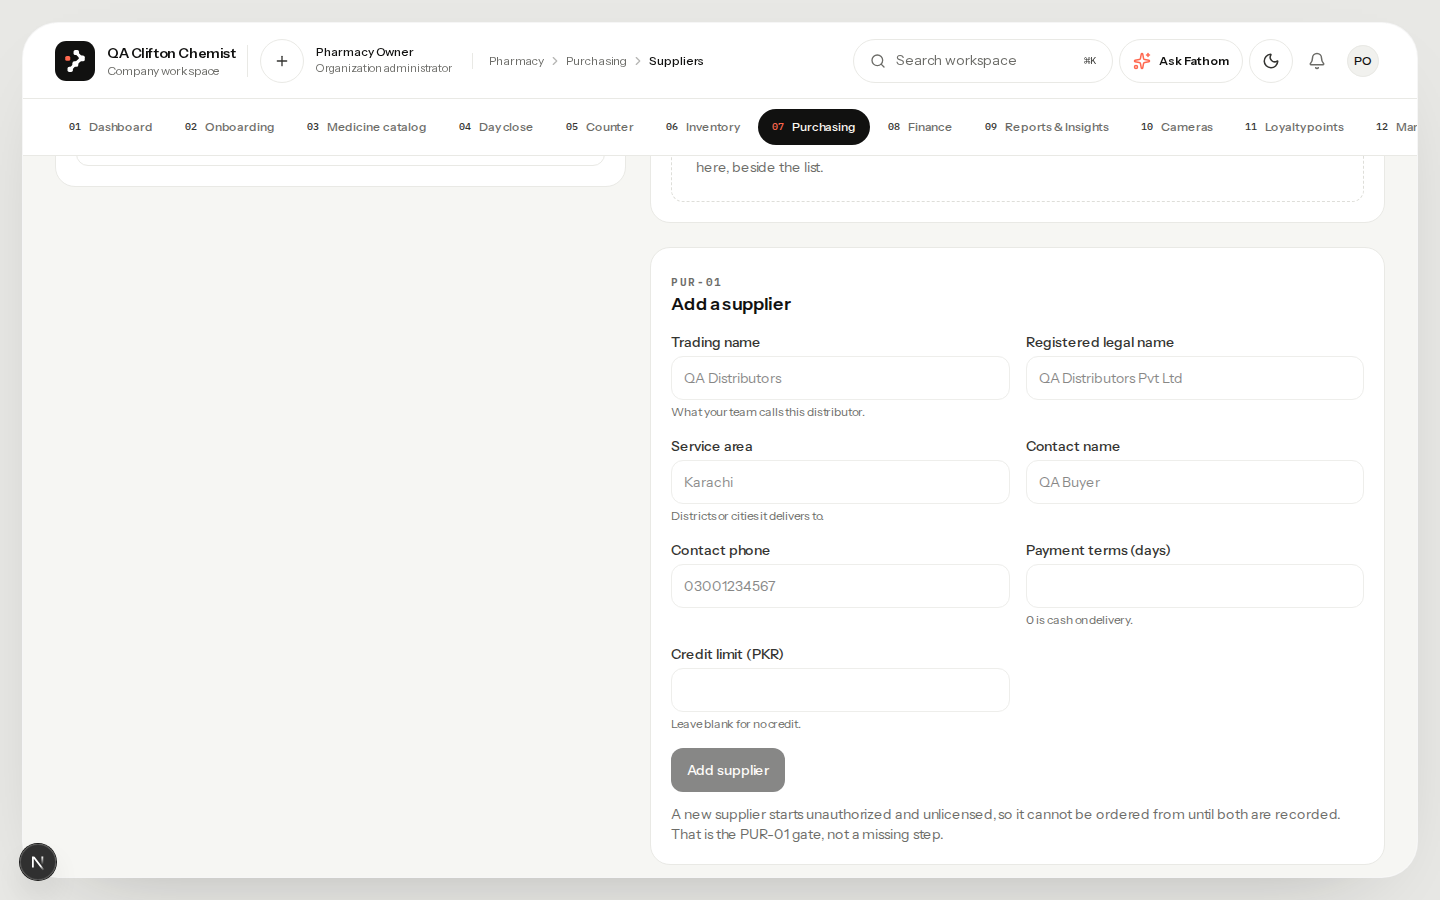 QA Clifton Chemist
Company workspace
Pharmacy Owner
Organization administrator
Pharmacy > Purchasing > Suppliers
Search workspace
⌘K
Ask Fathom
PO
01 Dashboard
02 Onboarding
03 Medicine catalog
04 Day close
05 Counter
06 Inventory
07 Purchasing
08 Finance
09 Reports & Insights
10 Cameras
11 Loyalty points
12 Mar
here, beside the list.
PUR-01
Add a supplier
Trading name
Registered legal name
QA Distributors
QA Distributors Pvt Ltd
What your team calls this distributor.
Service area
Contact name
Karachi
QA Buyer
Districts or cities it delivers to.
Contact phone
Payment terms (days)
03001234567
0 is cash on delivery.
Credit limit (PKR)
Leave blank for no credit.
Add supplier
A new supplier starts unauthorized and unlicensed, so it cannot be ordered from until both are recorded.
That is the PUR-01 gate, not a missing step.
N